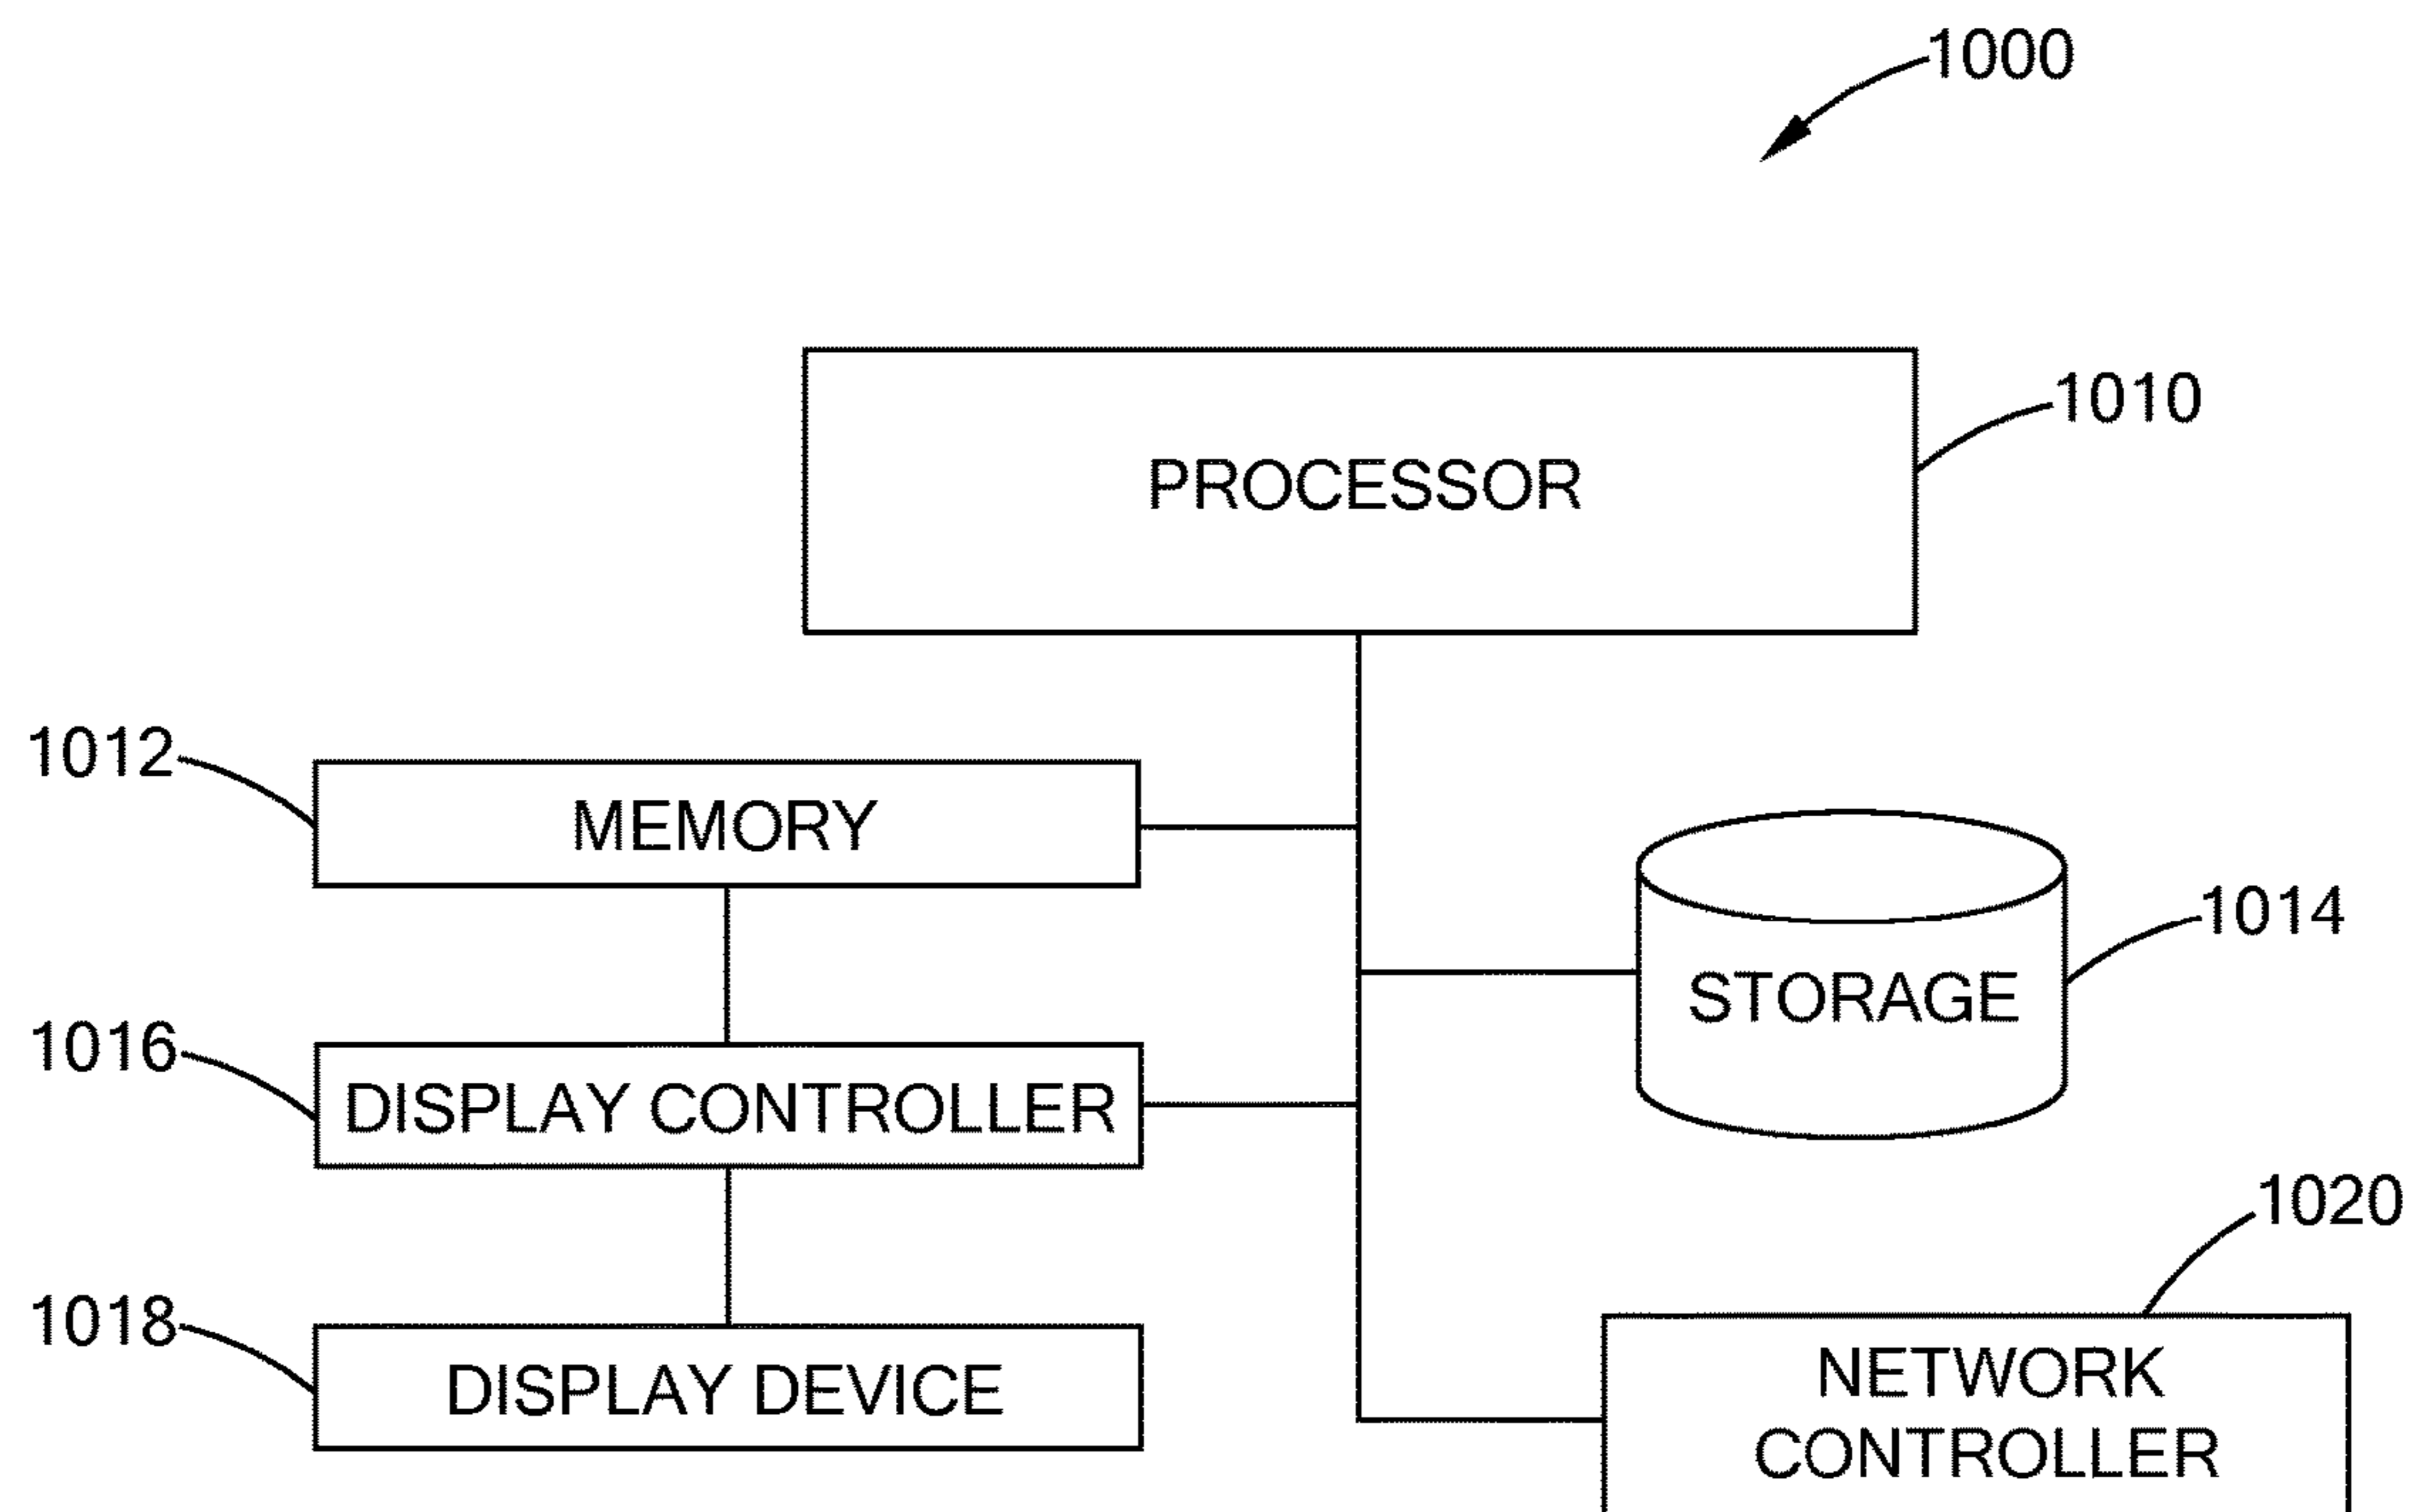 1000
1010
PROCESSOR
1012
MEMORY
1014
STORAGE
1016
DISPLAY CONTROLLER
1020
1018
DISPLAY DEVICE
NETWORK
CONTROLLER